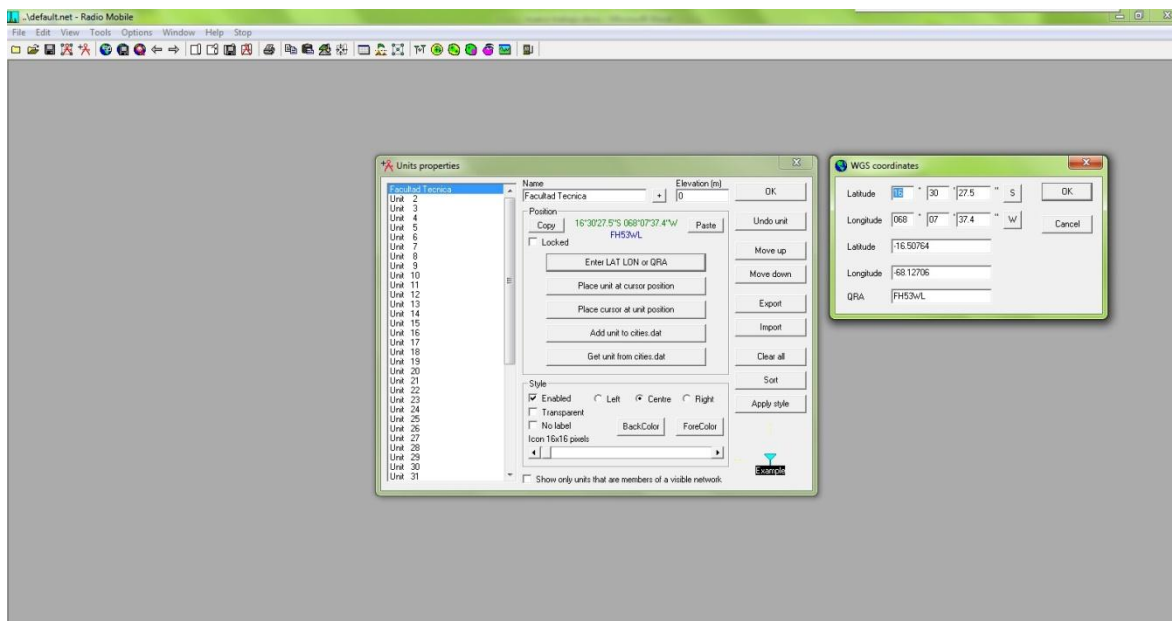 ..\default.net - Radio Mobile
File Edit View Tools Options Window Help Stop
Units properties
Facultad Tecnica
Unit 2
Unit 3
Unit 4
Unit 5
Unit 6
Unit 7
Unit 8
Unit 9
Unit 10
Unit 11
Unit 12
Unit 13
Unit 14
Unit 15
Unit 16
Unit 17
Unit 18
Unit 19
Unit 20
Unit 21
Unit 22
Unit 23
Unit 24
Unit 25
Unit 26
Unit 27
Unit 28
Unit 29
Unit 30
Unit 31
Name Elevation (m)
Facultad Tecnica + 0
Position
Copy 16°30'27.5"S 068°07'37.4"W Paste
FH53WL
Locked
Enter LAT LON or QRA
Place unit at cursor position
Place cursor at unit position
Add unit to cities.dat
Get unit from cities.dat
Style
Enabled Left Centre Right
Transparent
No label BackColor ForeColor
Icon 16x16 pixels
Show only units that are members of a visible network
OK
Undo unit
Move up
Move down
Export
Import
Clear all
Sort
Apply style
Example
WGS coordinates
Latitude 16 ° 30 ' 27.5 " S OK
Longitude 068 ° 07 ' 37.4 " W Cancel
Latitude -16.50764
Longitude -68.12706
QRA FH53WL